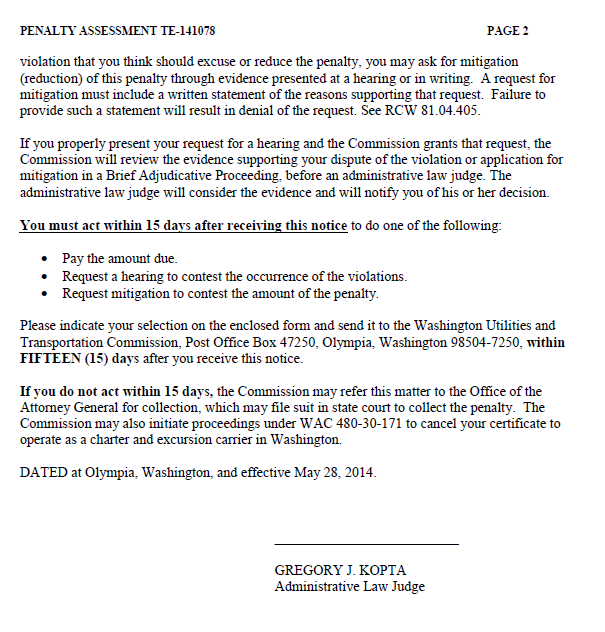 PENALTY ASSESSMENT TE-141078 PAGE 2
violation that you think should excuse or reduce the penalty, you may ask for mitigation
(reduction) of this penalty through evidence presented at a hearing or in writing. A request for
mitigation must include a written statement of the reasons supporting that request. Failure to
provide such a statement will result in denial of the request. See RCW 81.04.405.
If you properly present your request for a hearing and the Commission grants that request, the
Commission will review the evidence supporting your dispute of the violation or application for
mitigation in a Brief Adjudicative Proceeding, before an administrative law judge. The
administrative law judge will consider the evidence and will notify you of his or her decision.
You must act within 15 days after receiving this notice to do one of the following:
• Pay the amount due.
• Request a hearing to contest the occurrence of the violations.
• Request mitigation to contest the amount of the penalty.
Please indicate your selection on the enclosed form and send it to the Washington Utilities and
Transportation Commission, Post Office Box 47250, Olympia, Washington 98504-7250, within
FIFTEEN (15) days after you receive this notice.
If you do not act within 15 days, the Commission may refer this matter to the Office of the
Attorney General for collection, which may file suit in state court to collect the penalty. The
Commission may also initiate proceedings under WAC 480-30-171 to cancel your certificate to
operate as a charter and excursion carrier in Washington.
DATED at Olympia, Washington, and effective May 28, 2014.
GREGORY J. KOPTA
Administrative Law Judge